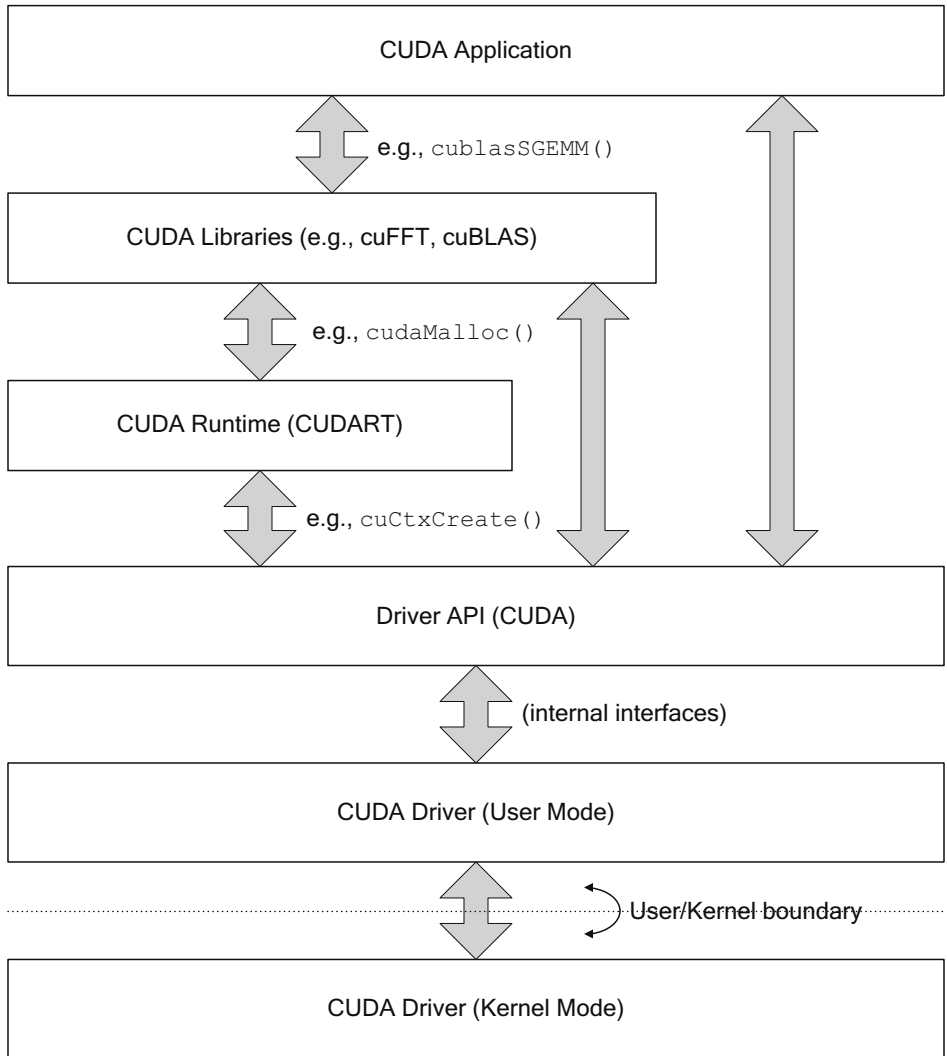 CUDA Application
e.g., cublasSGEMM()
CUDA Libraries (e.g., cuFFT, cuBLAS)
e.g., cudaMalloc()
CUDA Runtime (CUDART)
e.g., cuCtxCreate()
Driver API (CUDA)
(internal interfaces)
CUDA Driver (User Mode)
User/Kernel boundary
CUDA Driver (Kernel Mode)